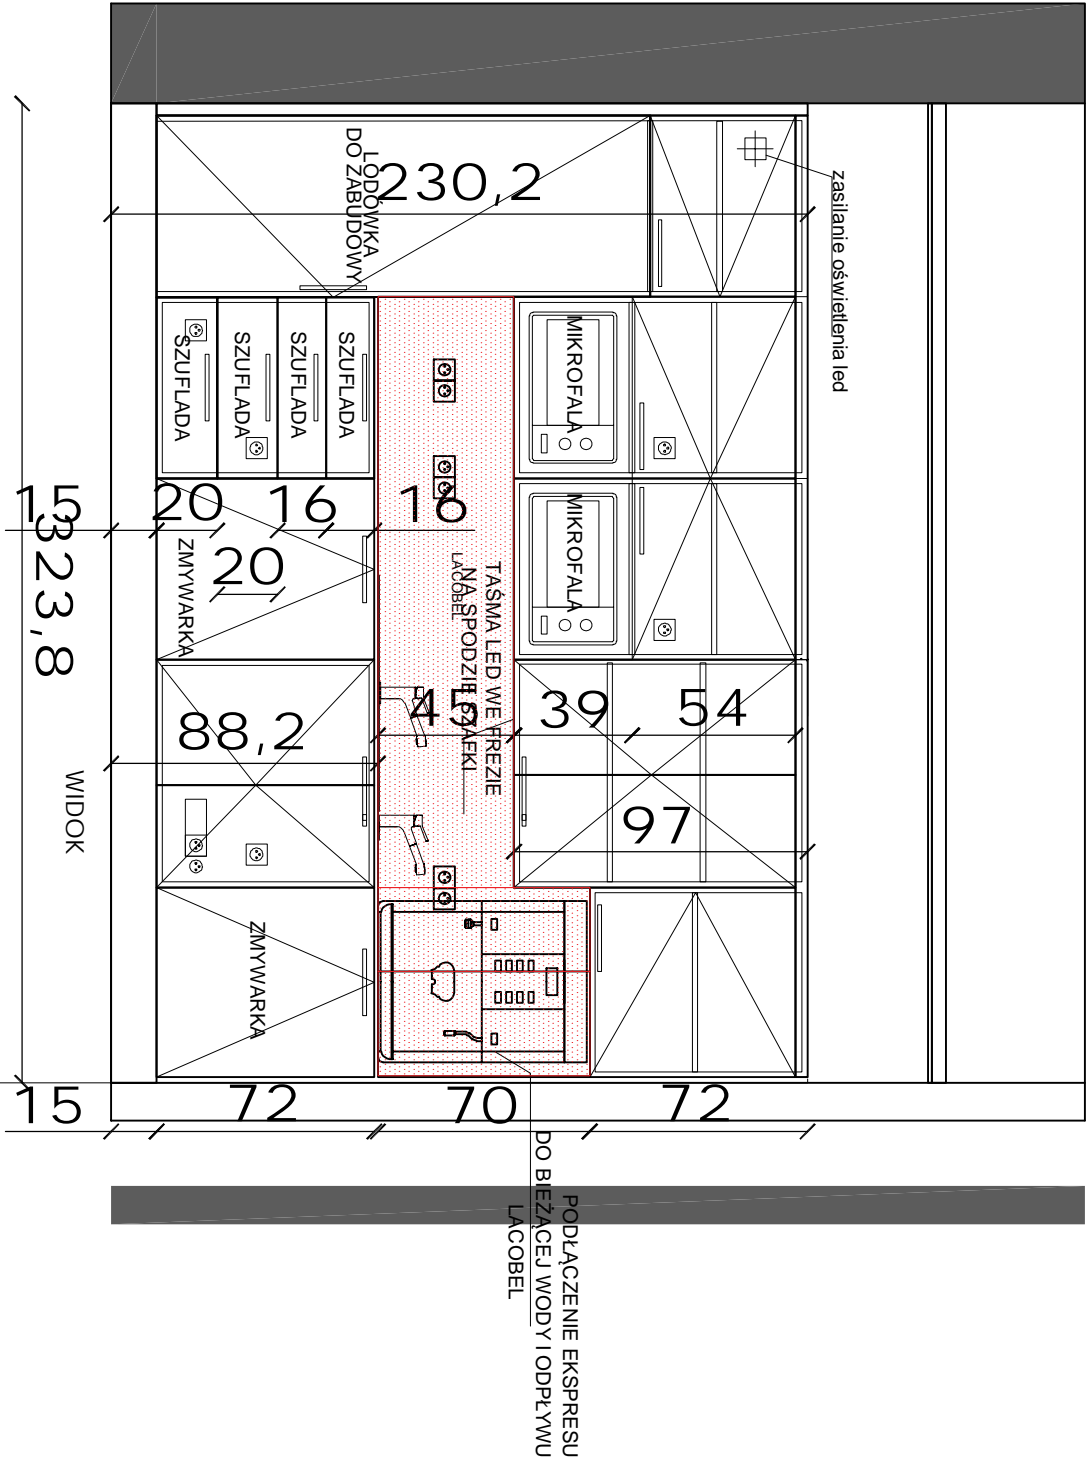 zasilanie oświetlenia led
LODÓWKA
DO ZABUDOWY
230,2
MIKROFALA
MIKROFALA
SZUFLADA
SZUFLADA
SZUFLADA
SZUFLADA
15
20
16
16
20
323,8
ZMYWARKA
TAŚMA LED WE FREZIE
NA SPODZIE SZAFKI
LACOBEL
45
39
54
88,2
97
WIDOK
ZMYWARKA
15
72
70
72
PODŁĄCZENIE EKSPRESU
DO BIEŻĄCEJ WODY I ODPŁYWU
LACOBEL